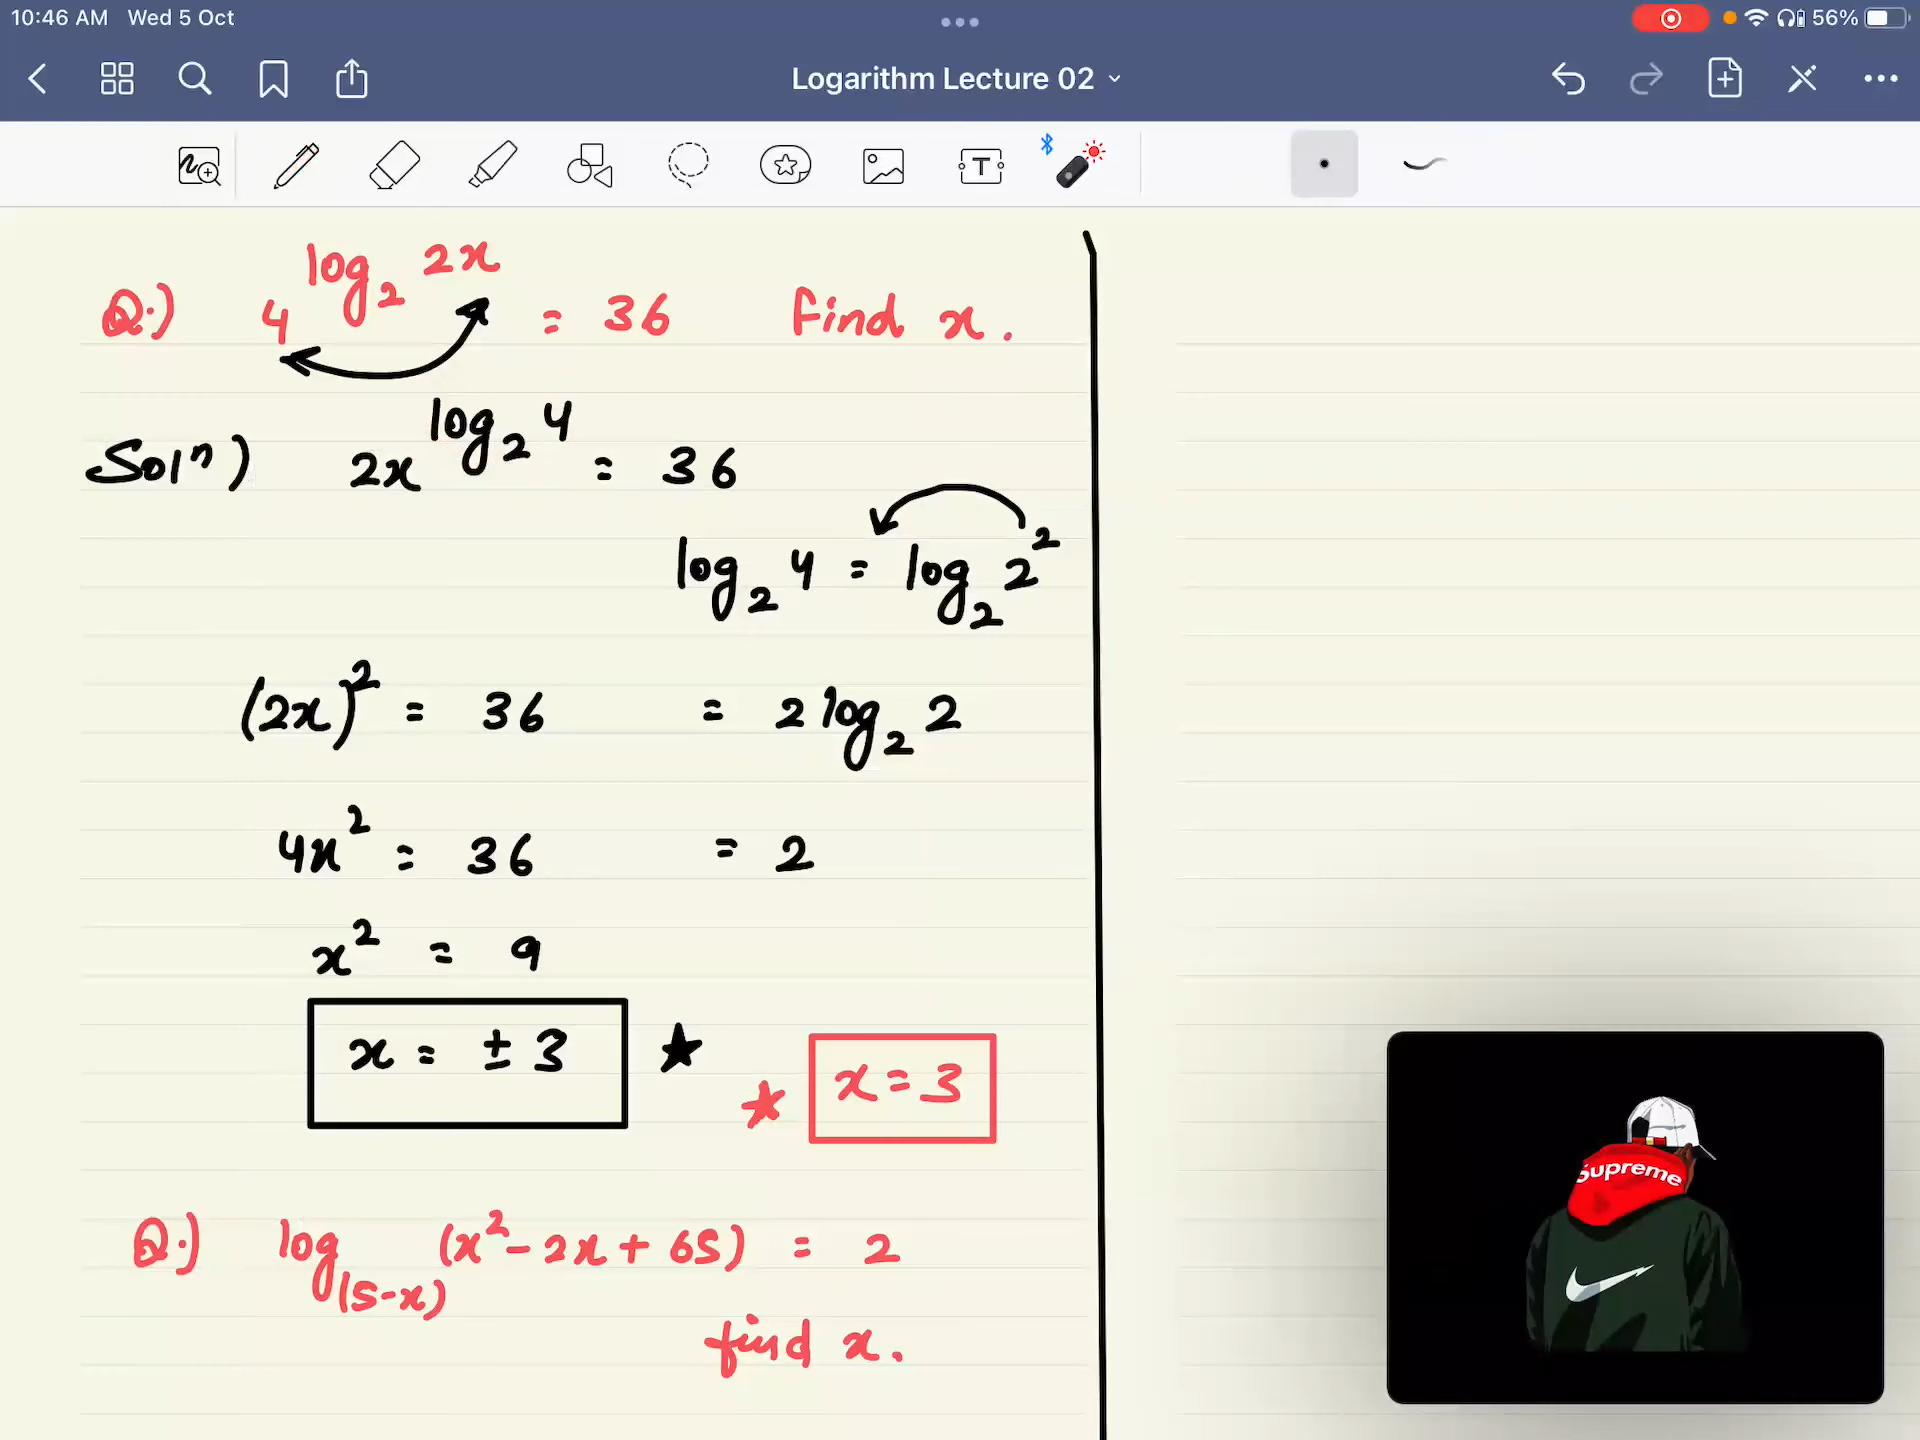 10:46 AM Wed 5 Oct
56%
Logarithm Lecture 02
T
Q.) 4^(log₂ 2x) = 36 Find x.
Solⁿ) 2x^(log₂ 4) = 36
log₂ 4 = log₂ 2²
(2x)² = 36 = 2 log₂ 2
4x² = 36 = 2
x² = 9
x = ± 3 ★
★ x = 3
Q.) log₍₅₋ₓ₎ (x² - 2x + 65) = 2
find x.
Supreme